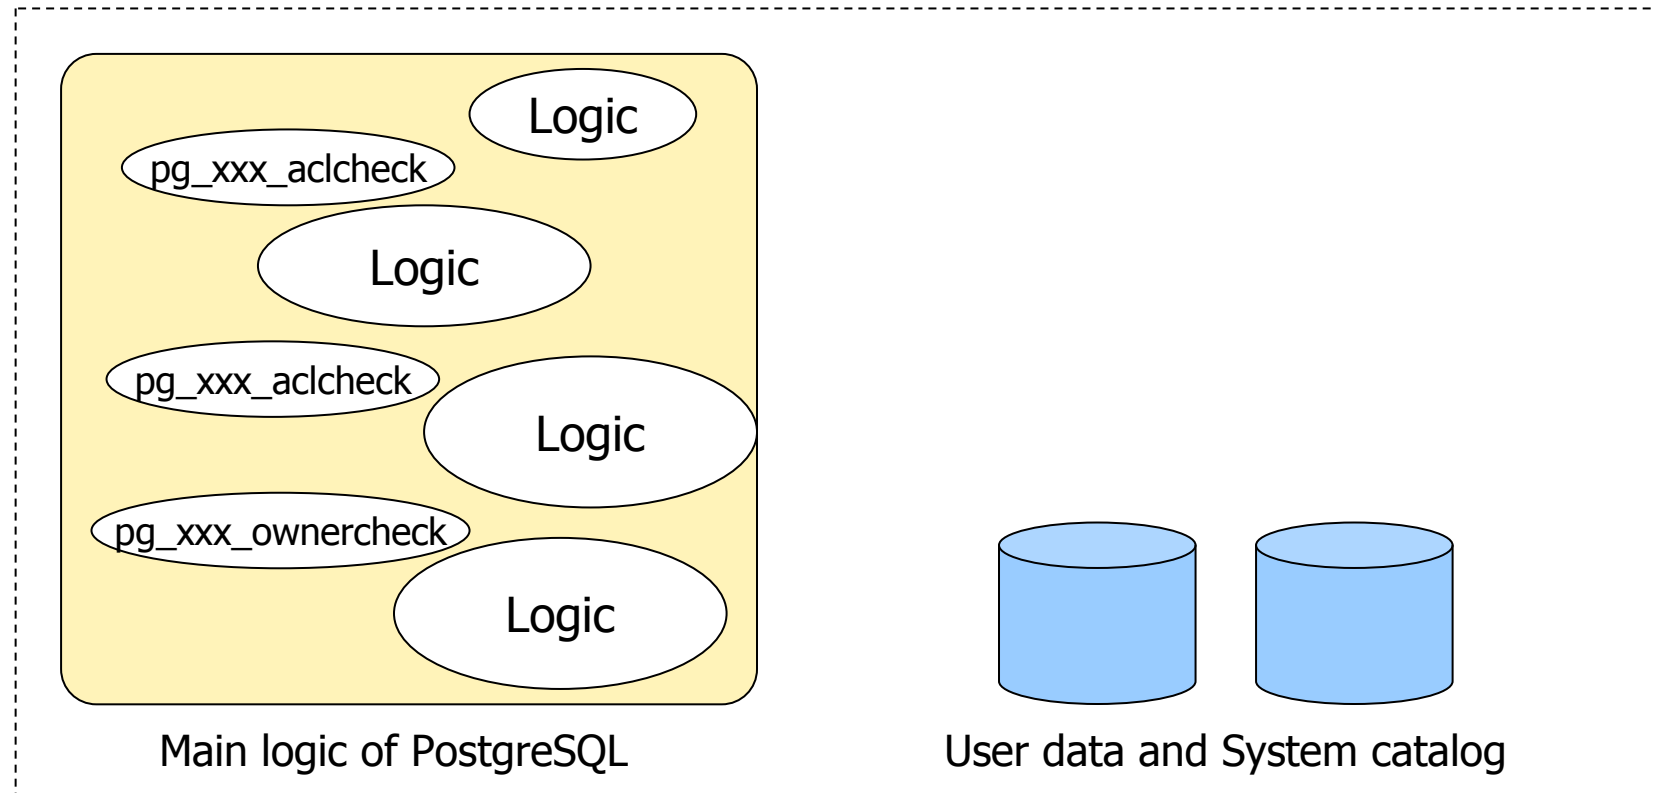 Logic
pg_xxx_aclcheck
Logic
pg_xxx_aclcheck
Logic
pg_xxx_ownercheck
Logic
Main logic of PostgreSQL
User data and System catalog